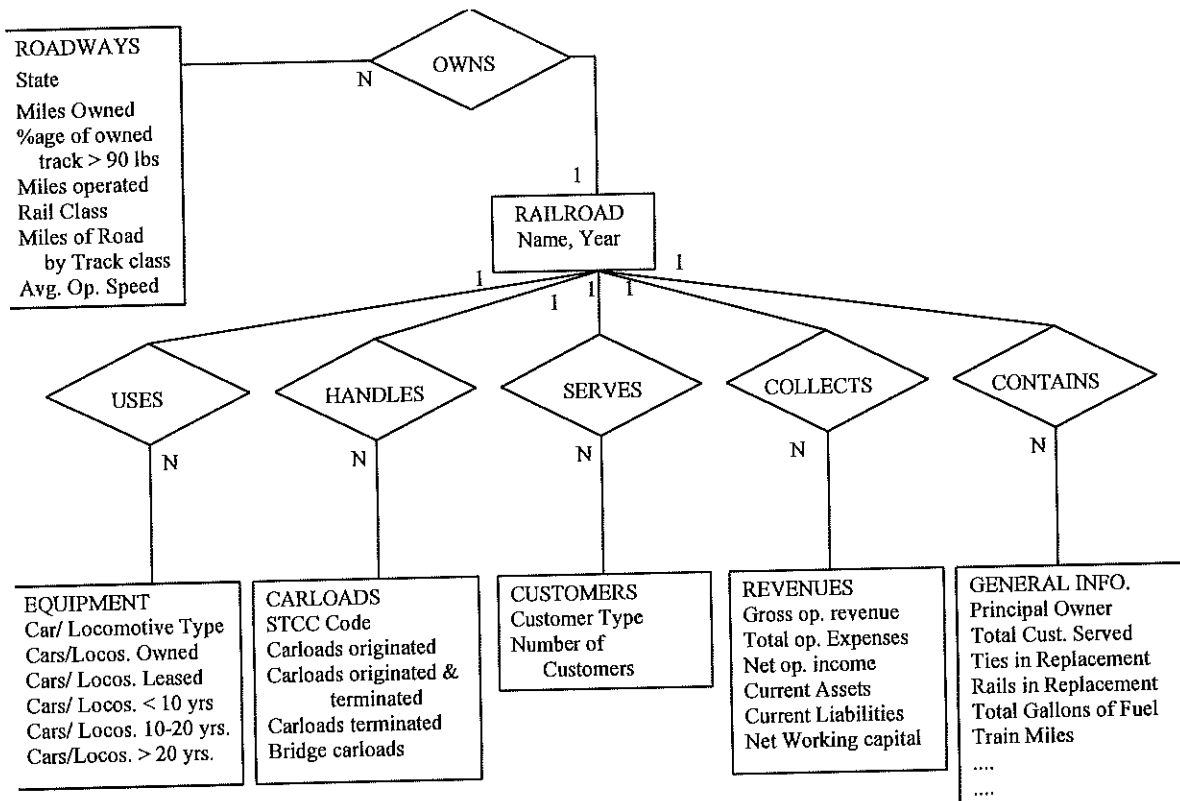 ROADWAYS
State
Miles Owned
%age of owned
track > 90 lbs
Miles operated
Rail Class
Miles of Road
by Track class
Avg. Op. Speed
N
OWNS
1
RAILROAD
Name, Year
1
1
1
1
1
USES
HANDLES
SERVES
COLLECTS
CONTAINS
N
N
N
N
N
EQUIPMENT
Car/ Locomotive Type
Cars/Locos. Owned
Cars/ Locos. Leased
Cars/ Locos. < 10 yrs
Cars/ Locos. 10-20 yrs.
Cars/Locos. > 20 yrs.
CARLOADS
STCC Code
Carloads originated
Carloads originated &
terminated
Carloads terminated
Bridge carloads
CUSTOMERS
Customer Type
Number of
Customers
REVENUES
Gross op. revenue
Total op. Expenses
Net op. income
Current Assets
Current Liabilities
Net Working capital
GENERAL INFO.
Principal Owner
Total Cust. Served
Ties in Replacement
Rails in Replacement
Total Gallons of Fuel
Train Miles
....
....